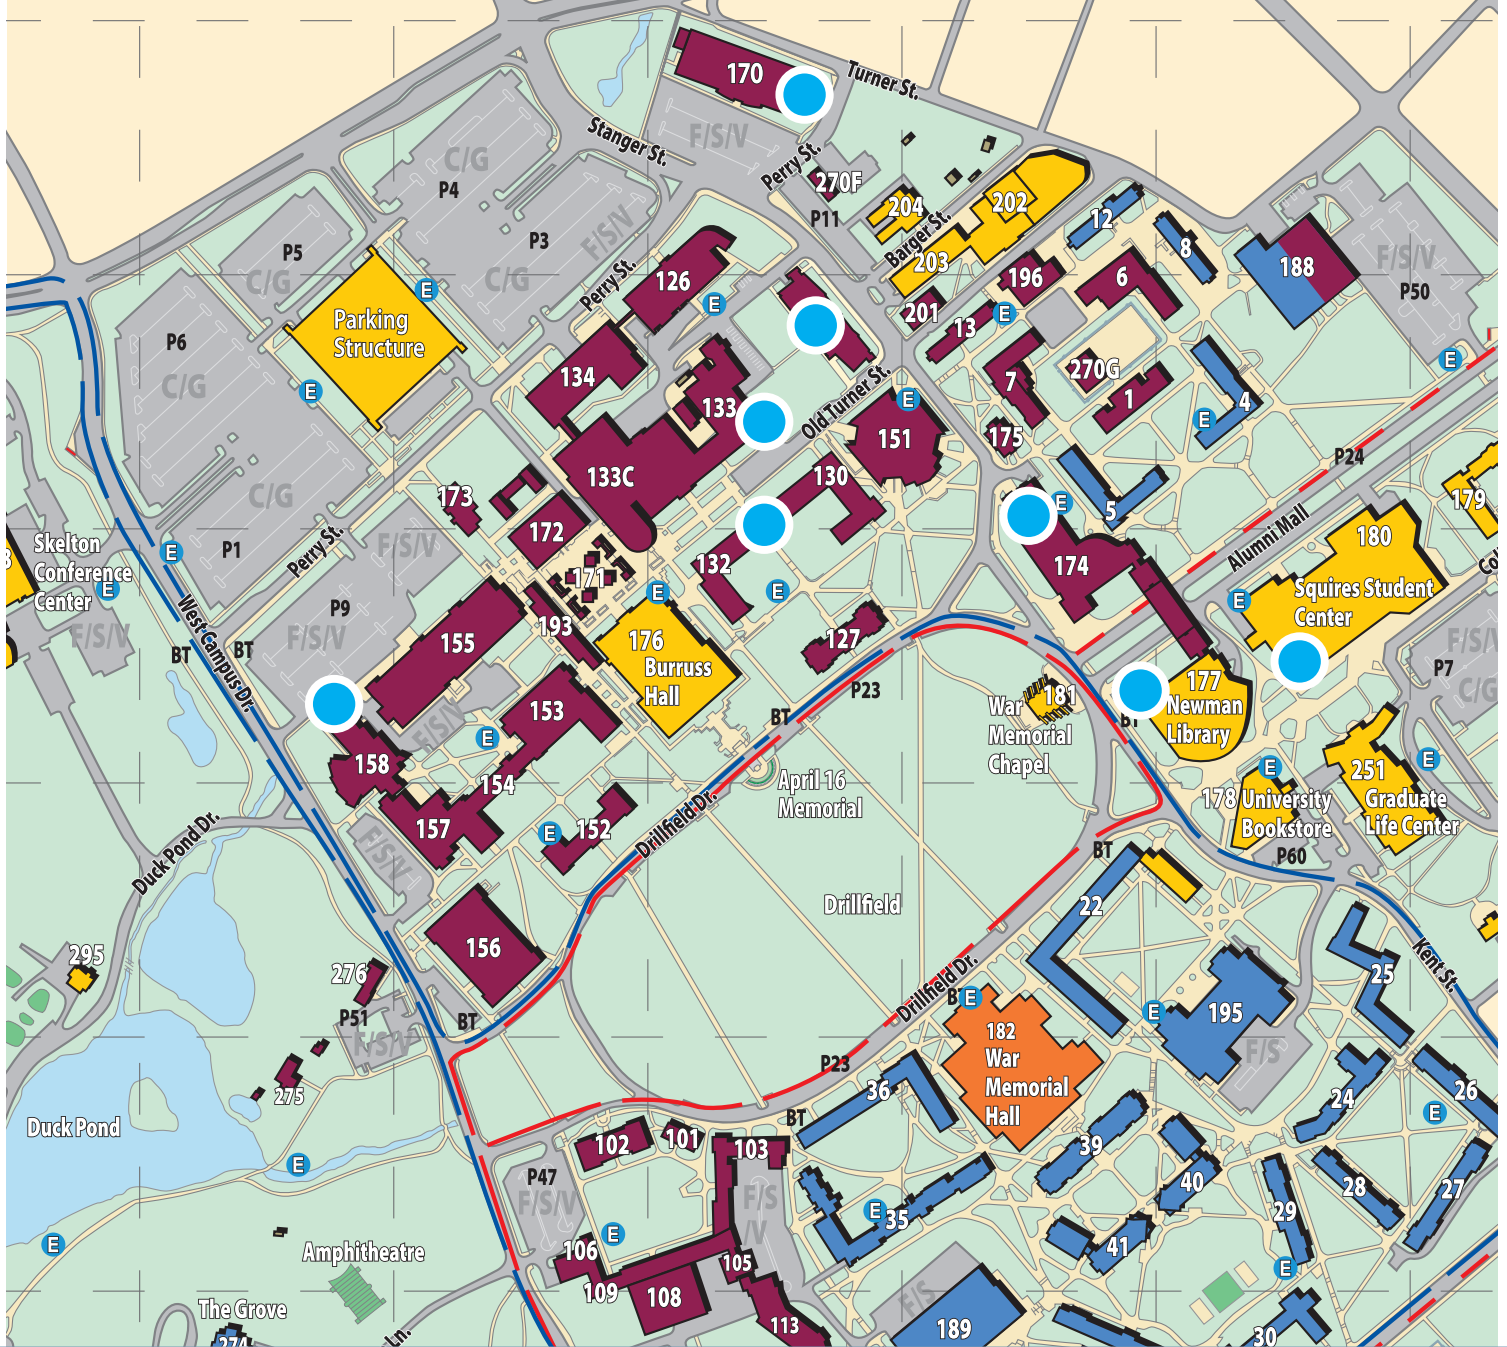 170
Turner St.
F/S/V
Stanger St.
Perry St.
C/G
P4
270F
204
202
P11
12
8
P5
P3
F/S/V
Barger St.
C/G
C/G
Perry St.
126
203
196
6
188
F/S/V
P50
E
E
201
13
E
Parking
Structure
P6
C/G
134
270G
7
1
4
E
E
133
Old Turner St.
E
E
151
175
P24
133C
130
C/G
173
172
5
E
179
180
Alumni Mall
Perry St.
F/S/V
P1
E
Skelton
Conference
Center
E
132
171
174
Squires Student
Center
E
E
E
West Campus Dr.
P9
F/S/V
F/S/V
BT
BT
155
193
176
Burruss
Hall
127
P23
F/S/V
P7
C/G
181
War
Memorial
Chapel
177
Newman
Library
BT
BT
153
F/S/V
E
158
154
April 16
Memorial
E
E
251
Graduate
Life Center
178
University
Bookstore
P60
157
E
152
Drillfield Dr.
Duck Pond Dr.
F/S/V
BT
Drillfield
22
156
295
276
P51
F/S/V
BT
Kent St.
25
Drillfield Dr.
BT
E
E
195
F/S
182
War
Memorial
Hall
275
P23
36
24
26
E
Duck Pond
BT
102
101
103
39
E
P47
F/S/V
F/S
/V
40
28
27
29
E
35
E
E
Amphitheatre
106
105
41
E
109
108
The Grove
113
F/S
189
30
274
Ln.